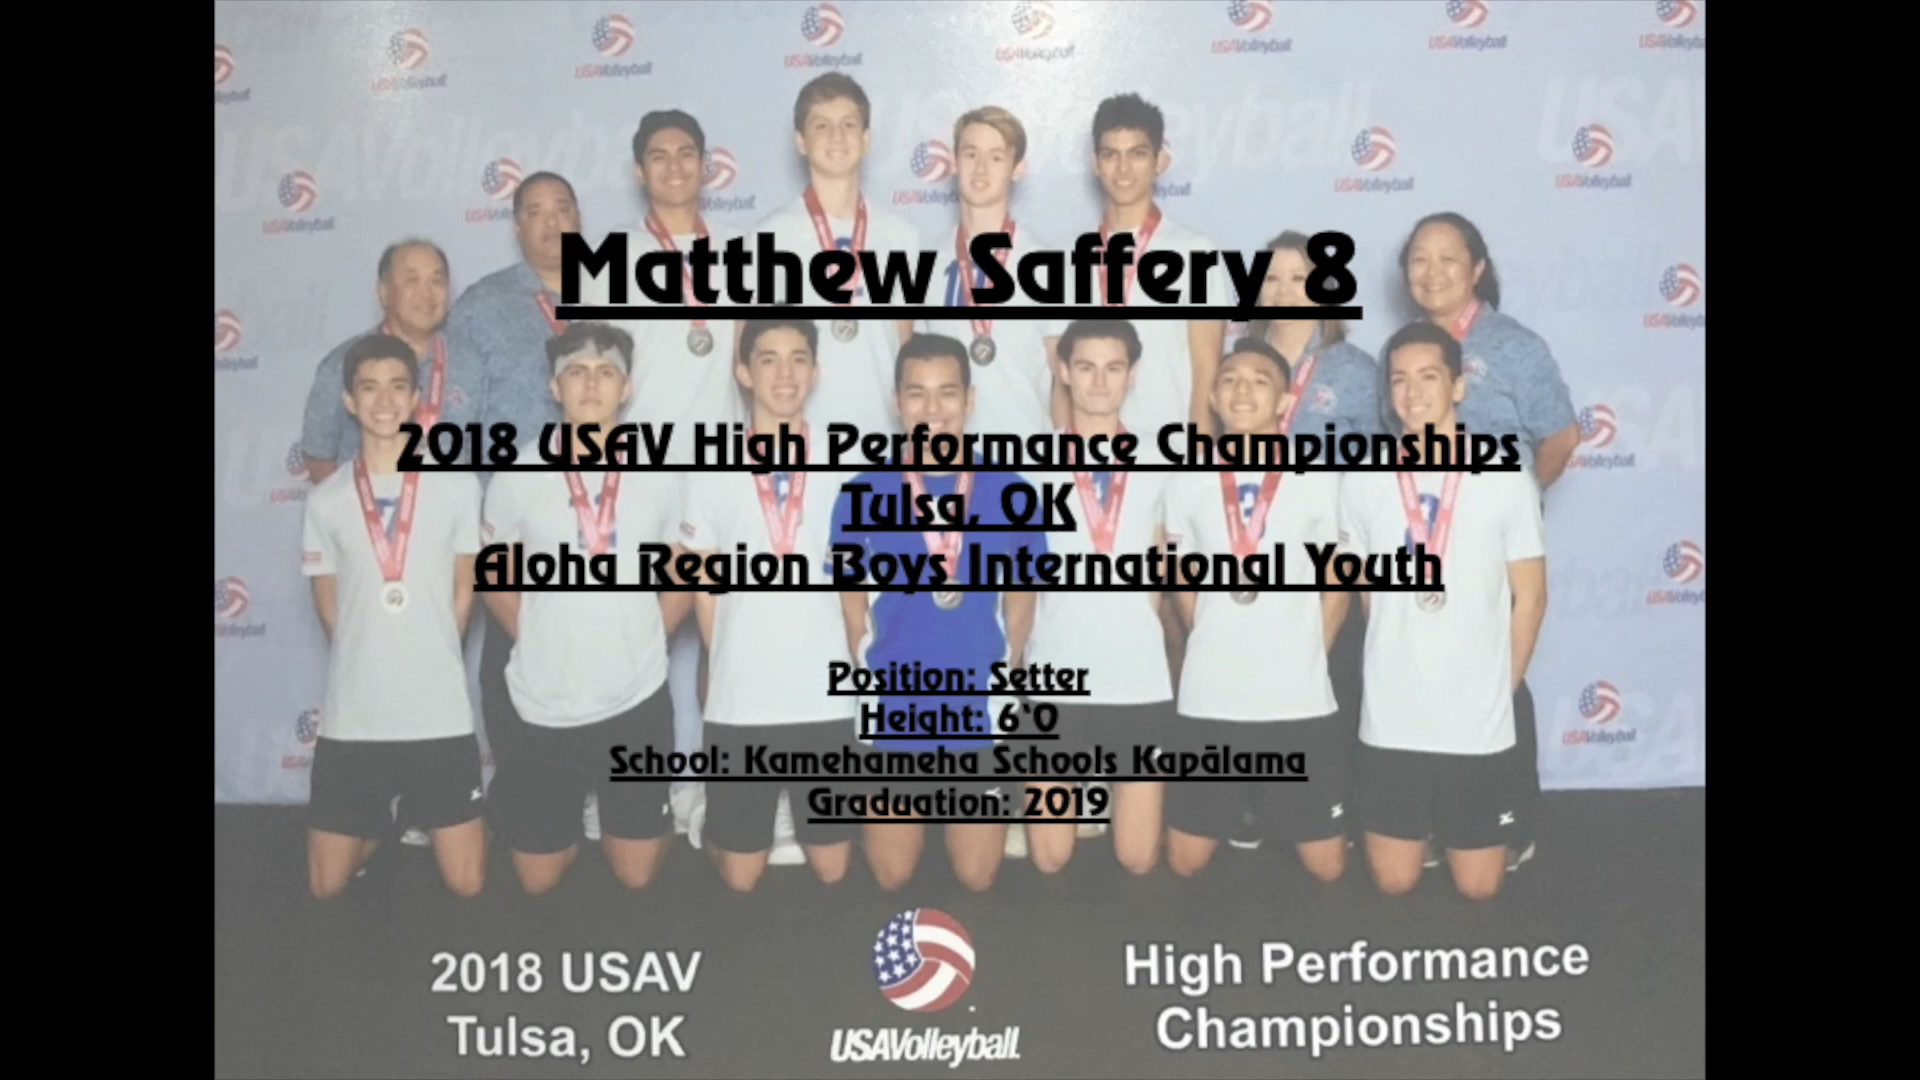 Matthew Saffery 8
2018 USAV High Performance Championships
Tulsa, OK
Aloha Region Boys International Youth
Position: Setter
Height: 6‘0
School: Kamehameha Schools Kapālama
Graduation: 2019
2018 USAV
Tulsa, OK
USAVolleyball.
High Performance
Championships